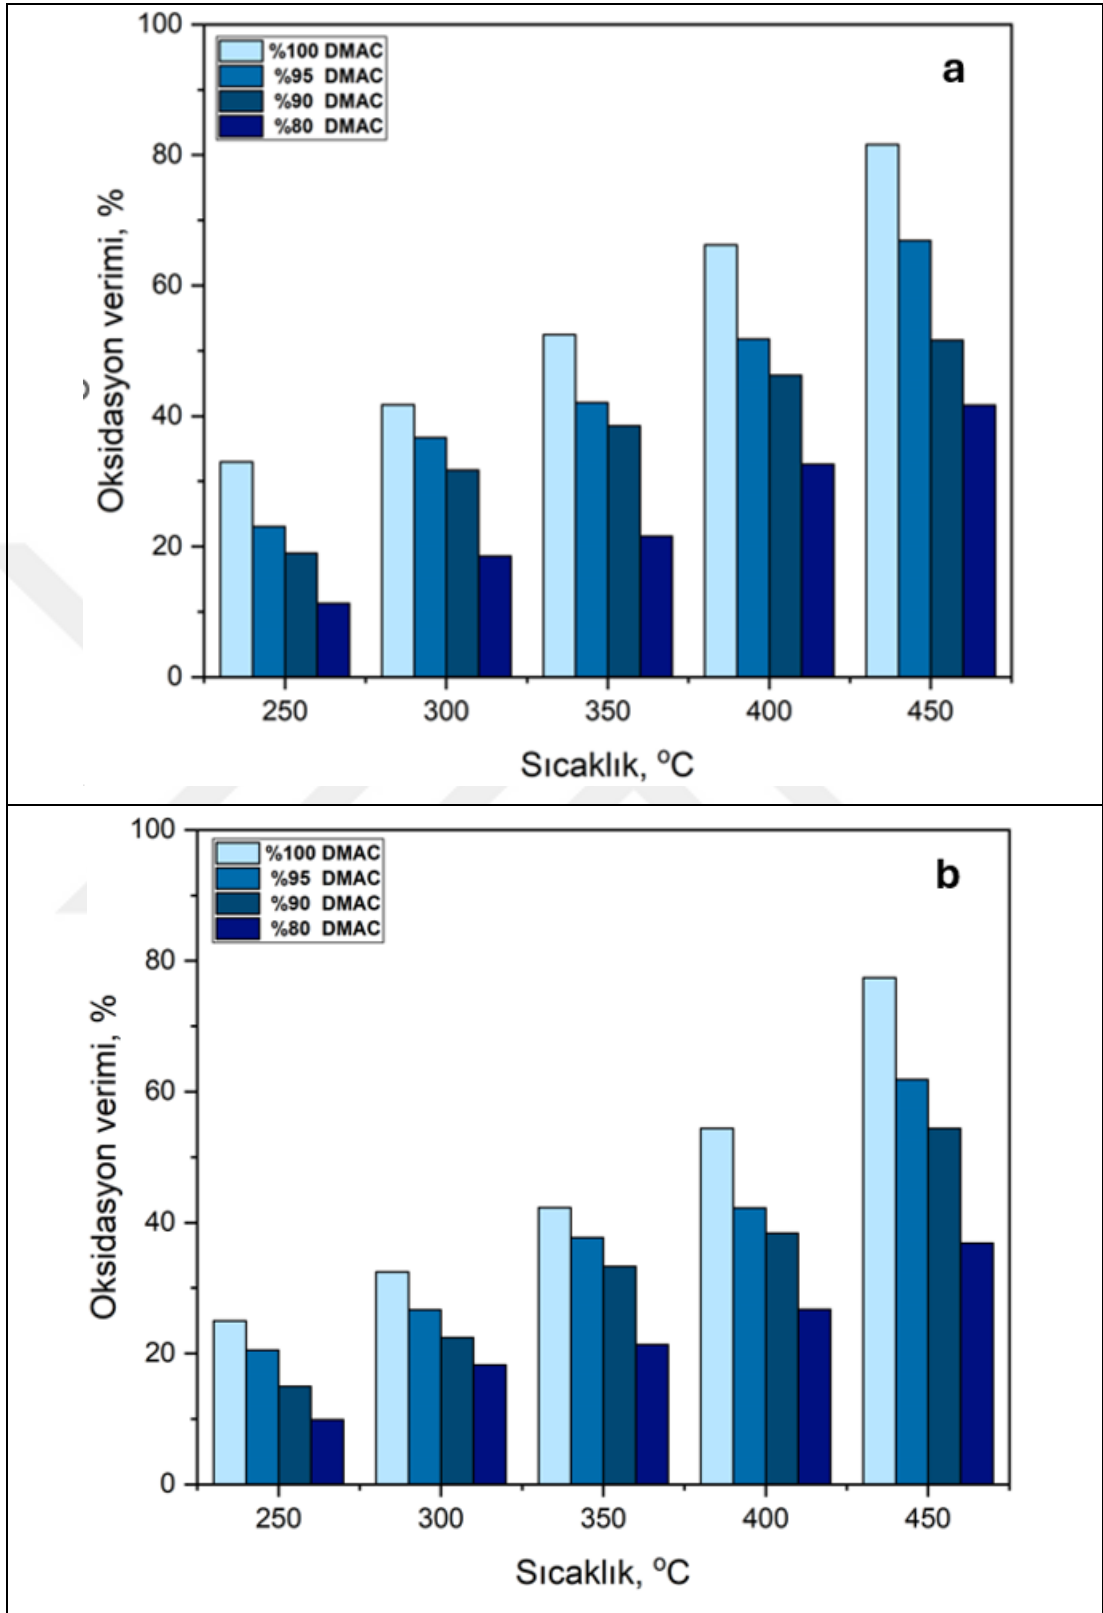 100
%100 DMAC
%95 DMAC
%90 DMAC
%80 DMAC
a
80
60
40
20
0
Oksidasyon verimi, %
250 300 350 400 450
Sıcaklık, °C
100
%100 DMAC
%95 DMAC
%90 DMAC
%80 DMAC
b
80
60
40
20
0
Oksidasyon verimi, %
250 300 350 400 450
Sıcaklık, °C